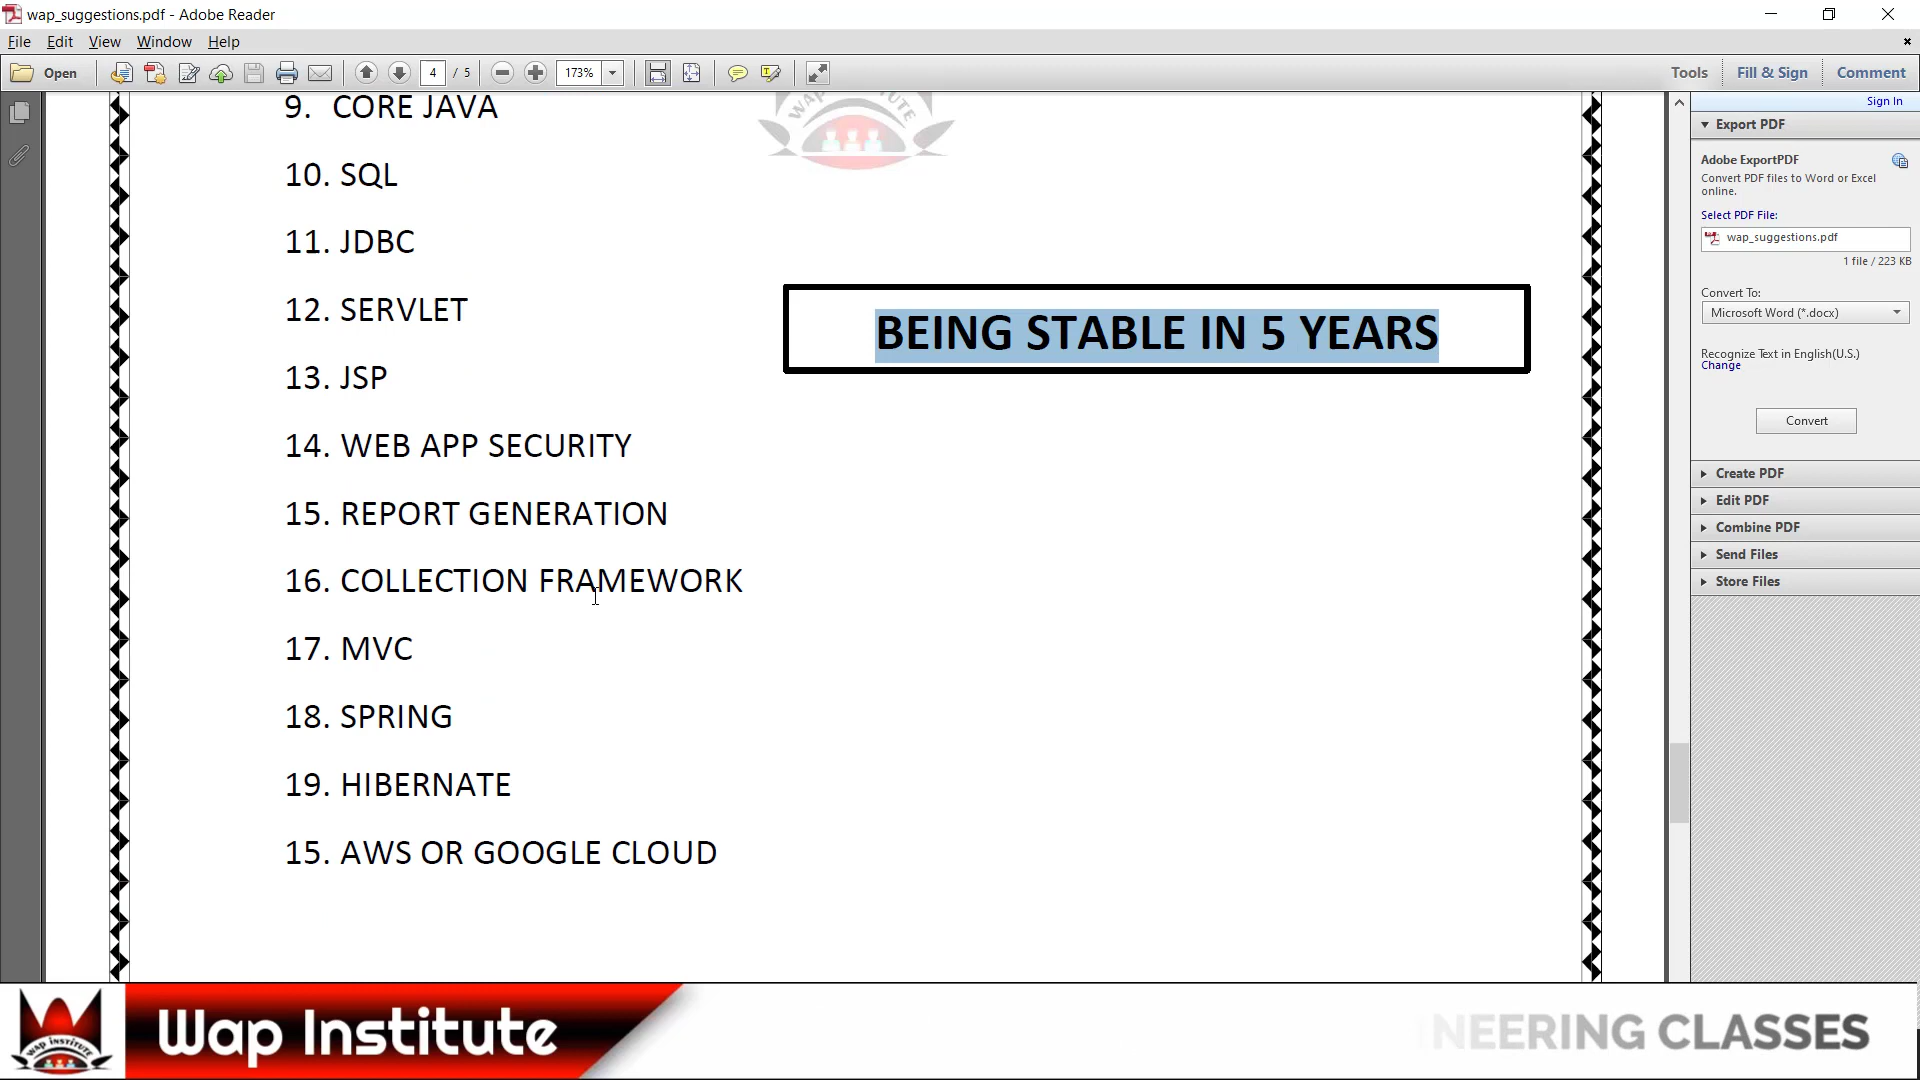 wap_suggestions.pdf - Adobe Reader
File Edit View Window Help
Open 4 / 5 173% Tools Fill & Sign Comment
Sign In
9. CORE JAVA
10. SQL
11. JDBC
12. SERVLET
13. JSP
14. WEB APP SECURITY
15. REPORT GENERATION
16. COLLECTION FRAMEWORK
17. MVC
18. SPRING
19. HIBERNATE
15. AWS OR GOOGLE CLOUD
WAP INSTITUTE
BEING STABLE IN 5 YEARS
Export PDF
Adobe ExportPDF
Convert PDF files to Word or Excel
online.
Select PDF File:
wap_suggestions.pdf
1 file / 223 KB
Convert To:
Microsoft Word (*.docx)
Recognize Text in English(U.S.)
Change
Convert
Create PDF
Edit PDF
Combine PDF
Send Files
Store Files
WAP INSTITUTE
Wap Institute
INEERING CLASSES